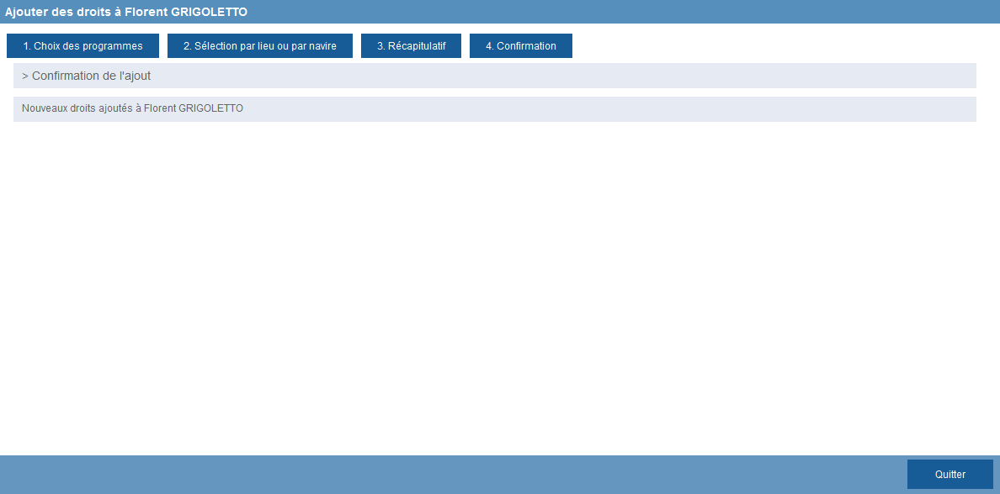 Ajouter des droits à Florent GRIGOLETTO
1. Choix des programmes 2. Sélection par lieu ou par navire 3. Récapitulatif 4. Confirmation
> Confirmation de l'ajout
Nouveaux droits ajoutés à Florent GRIGOLETTO
Quitter